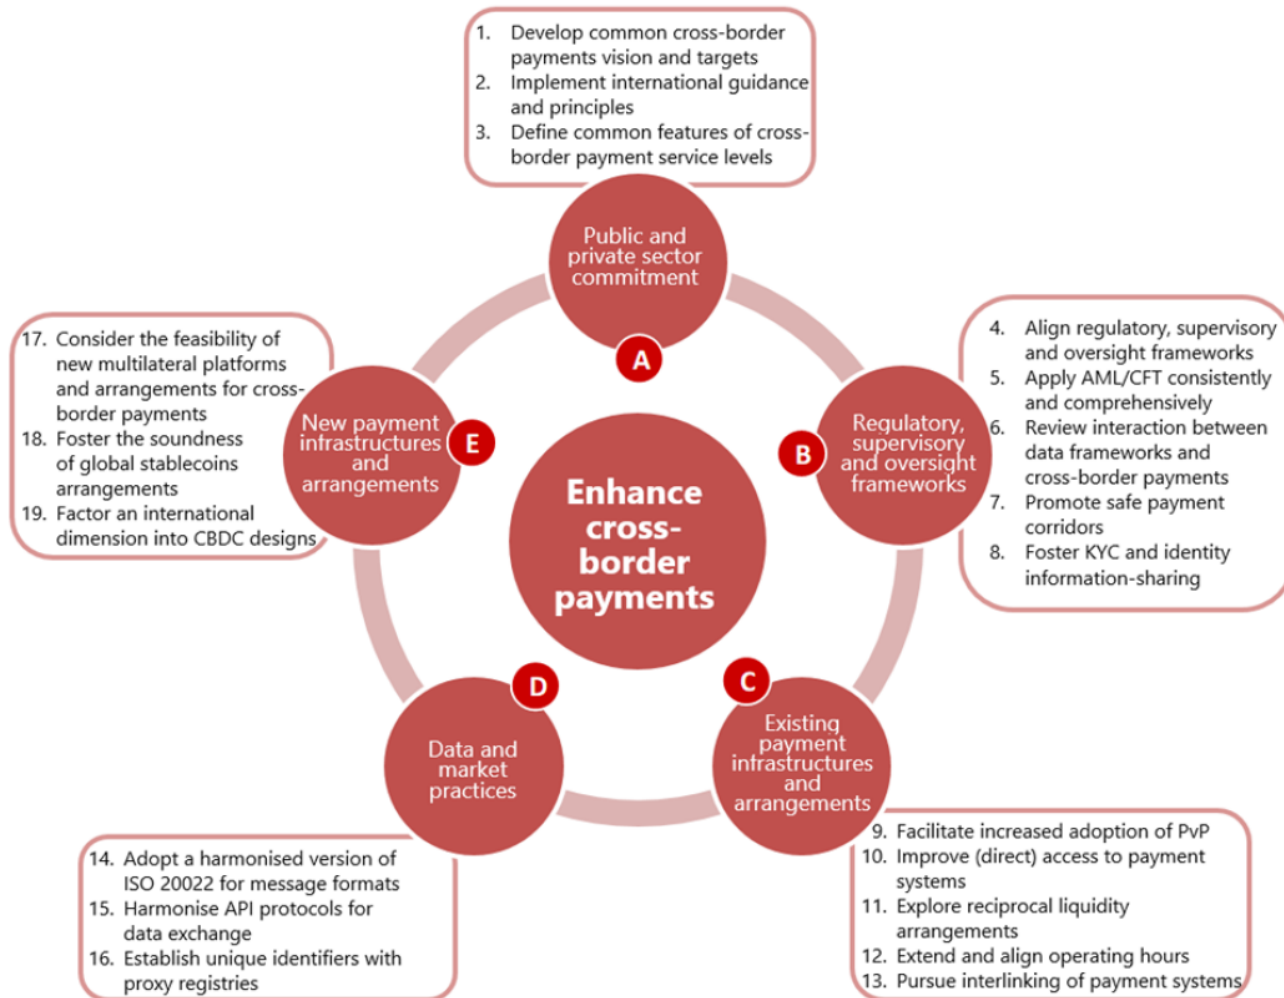 1. Develop common cross-border
payments vision and targets
2. Implement international guidance
and principles
3. Define common features of cross-
border payment service levels
Public and
private sector
commitment
A
4. Align regulatory, supervisory
and oversight frameworks
5. Apply AML/CFT consistently
and comprehensively
6. Review interaction between
data frameworks and
cross-border payments
7. Promote safe payment
corridors
8. Foster KYC and identity
information-sharing
Regulatory,
supervisory
and oversight
frameworks
B
17. Consider the feasibility of
new multilateral platforms
and arrangements for cross-
border payments
18. Foster the soundness
of global stablecoins
arrangements
19. Factor an international
dimension into CBDC designs
New payment
infrastructures
and
arrangements
E
Enhance
cross-
border
payments
D
Data and
market
practices
C
Existing
payment
infrastructures
and
arrangements
14. Adopt a harmonised version of
ISO 20022 for message formats
15. Harmonise API protocols for
data exchange
16. Establish unique identifiers with
proxy registries
9. Facilitate increased adoption of PvP
10. Improve (direct) access to payment
systems
11. Explore reciprocal liquidity
arrangements
12. Extend and align operating hours
13. Pursue interlinking of payment systems